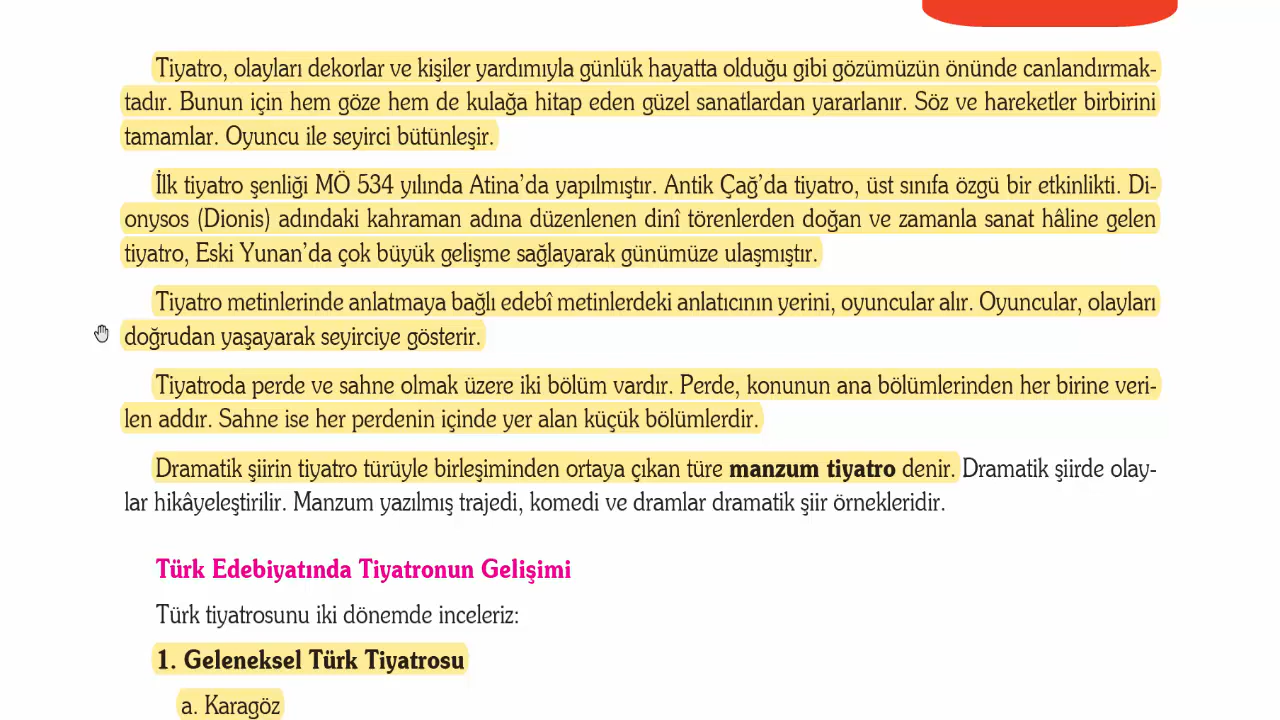 Tiyatro, olayları dekorlar ve kişiler yardımıyla günlük hayatta olduğu gibi gözümüzün önünde canlandırmak-
tadır. Bunun için hem göze hem de kulağa hitap eden güzel sanatlardan yararlanır. Söz ve hareketler birbirini
tamamlar. Oyuncu ile seyirci bütünleşir.
İlk tiyatro şenliği MÖ 534 yılında Atina’da yapılmıştır. Antik Çağ’da tiyatro, üst sınıfa özgü bir etkinlikti. Di-
onysos (Dionis) adındaki kahraman adına düzenlenen dinî törenlerden doğan ve zamanla sanat hâline gelen
tiyatro, Eski Yunan’da çok büyük gelişme sağlayarak günümüze ulaşmıştır.
Tiyatro metinlerinde anlatmaya bağlı edebî metinlerdeki anlatıcının yerini, oyuncular alır. Oyuncular, olayları
doğrudan yaşayarak seyirciye gösterir.
Tiyatroda perde ve sahne olmak üzere iki bölüm vardır. Perde, konunun ana bölümlerinden her birine veri-
len addır. Sahne ise her perdenin içinde yer alan küçük bölümlerdir.
Dramatik şiirin tiyatro türüyle birleşiminden ortaya çıkan türe manzum tiyatro denir. Dramatik şiirde olay-
lar hikâyeleştirilir. Manzum yazılmış trajedi, komedi ve dramlar dramatik şiir örnekleridir.
Türk Edebiyatında Tiyatronun Gelişimi
Türk tiyatrosunu iki dönemde inceleriz:
1. Geleneksel Türk Tiyatrosu
a. Karagöz